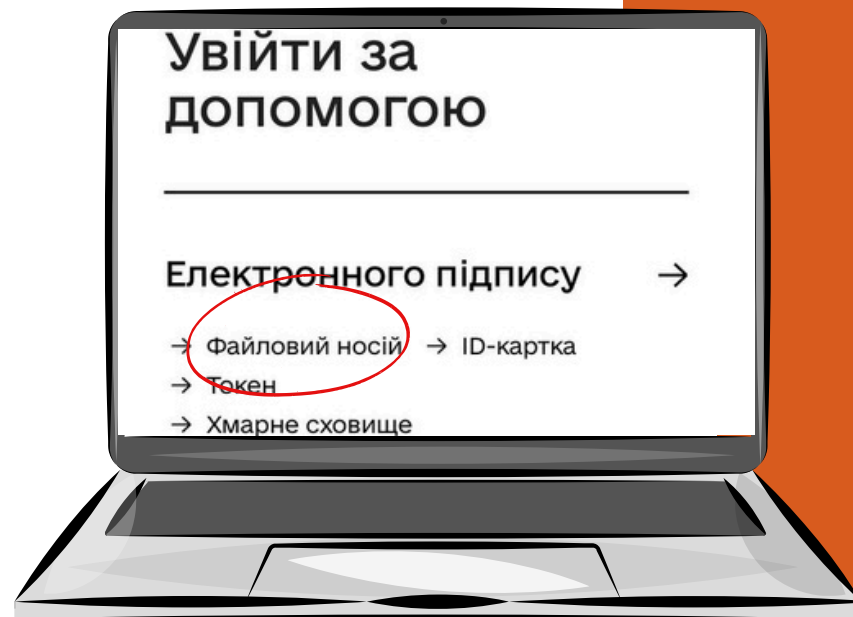 Увійти за
допомогою
Електронного підпису →
→ Файловий носій → ID-картка
→ Токен
→ Хмарне сховище